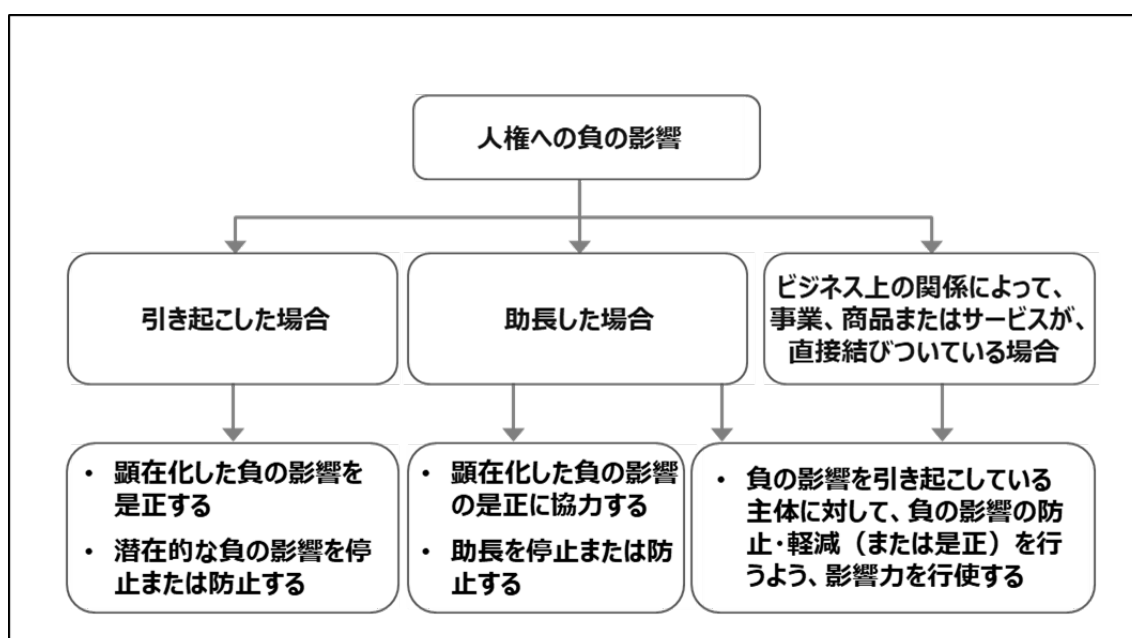 人権への負の影響
引き起こした場合
助長した場合
ビジネス上の関係によって、
事業、商品またはサービスが、
直接結びついている場合
• 顕在化した負の影響を
是正する
• 潜在的な負の影響を停
止または防止する
• 顕在化した負の影響
の是正に協力する
• 助長を停止または防
止する
• 負の影響を引き起こしている
主体に対して、負の影響の防
止・軽減（または是正）を行
うよう、影響力を行使する